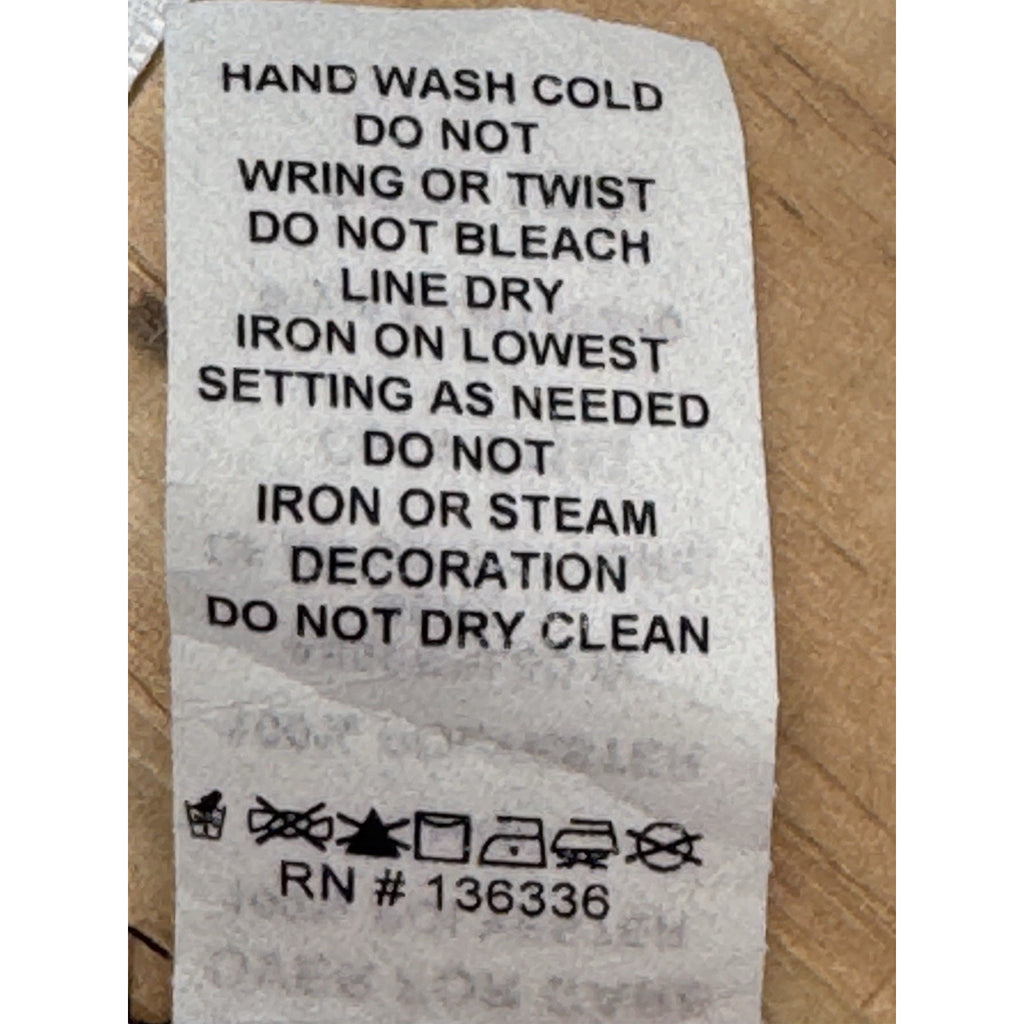 HAND WASH COLD
DO NOT
WRING OR TWIST
DO NOT BLEACH
LINE DRY
IRON ON LOWEST
SETTING AS NEEDED
DO NOT
IRON OR STEAM
DECORATION
DO NOT DRY CLEAN
RN # 136336